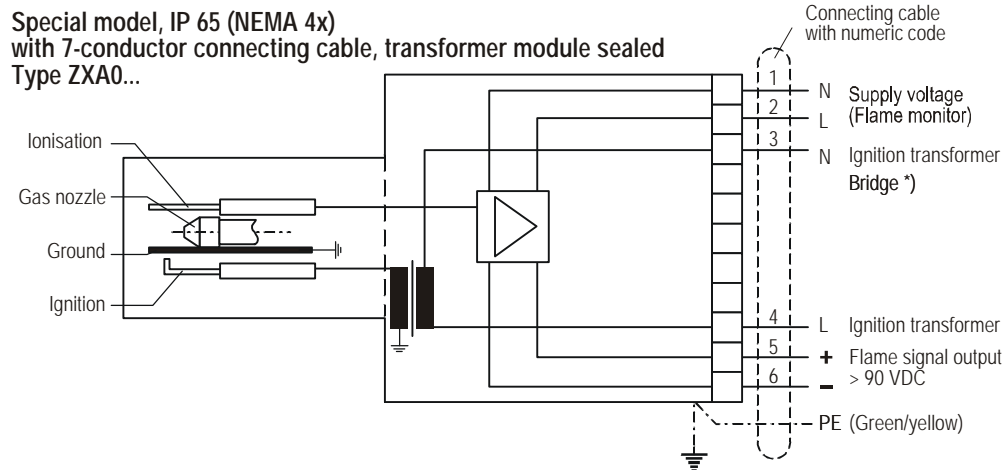 Special model, IP 65 (NEMA 4x)
with 7-conductor connecting cable, transformer module sealed
Type ZXA0...
Connecting cable
with numeric code
Ionisation
Gas nozzle
Ground
Ignition
1 N Supply voltage
2 L (Flame monitor)
3 N Ignition transformer
Bridge *)
4 L Ignition transformer
5 + Flame signal output
6 – > 90 VDC
PE (Green/yellow)